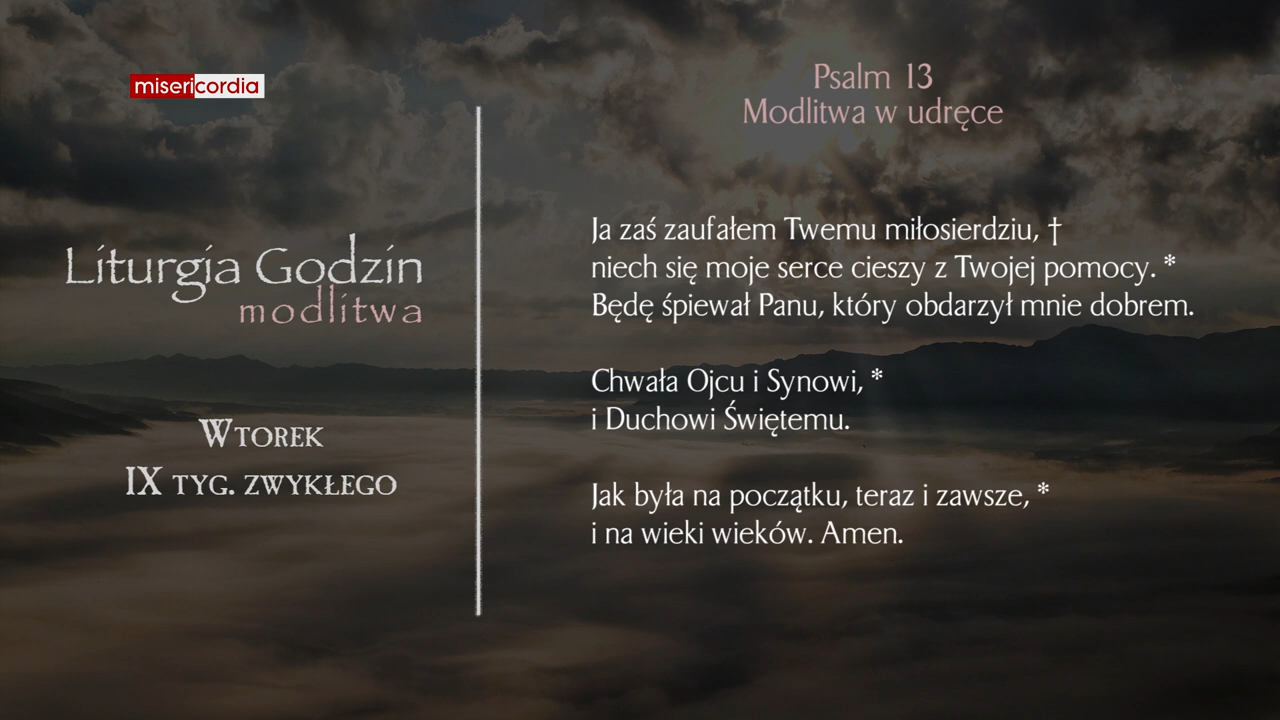 misericordia
Liturgia Godzin
modlitwa
Wtorek
IX tyg. zwykłego
Psalm 13
Modlitwa w udręce
Ja zaś zaufałem Twemu miłosierdziu, †
niech się moje serce cieszy z Twojej pomocy. *
Będę śpiewał Panu, który obdarzył mnie dobrem.
Chwała Ojcu i Synowi, *
i Duchowi Świętemu.
Jak była na początku, teraz i zawsze, *
i na wieki wieków. Amen.